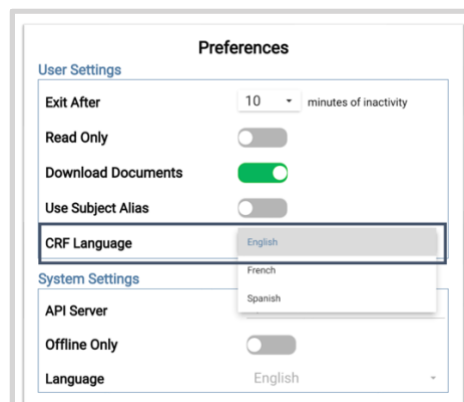 Preferences
User Settings
Exit After 10 minutes of inactivity
Read Only
Download Documents
Use Subject Alias
CRF Language English
French
System Settings
Spanish
API Server
Offline Only
Language English